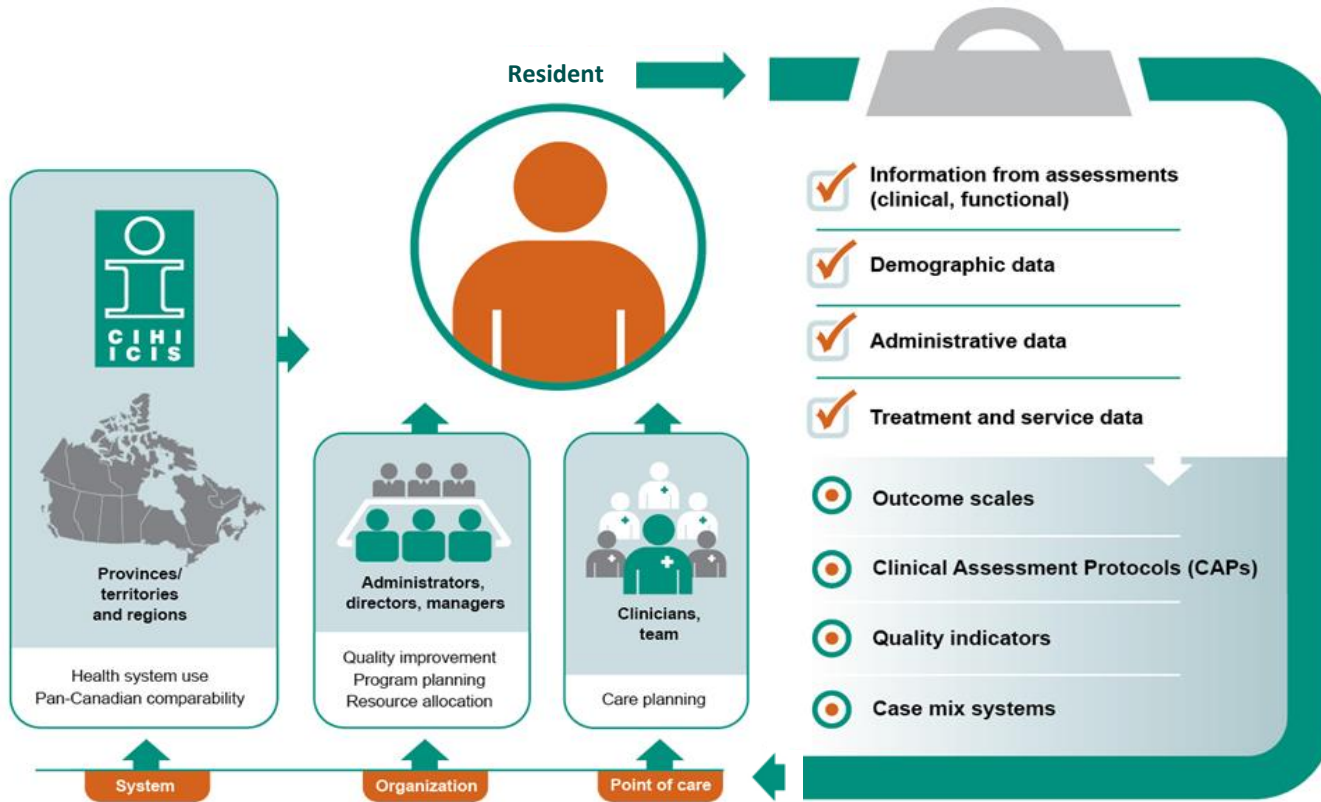 Resident
Information from assessments
(clinical, functional)
Demographic data
Administrative data
Treatment and service data
Outcome scales
Clinical Assessment Protocols (CAPs)
Quality indicators
Case mix systems
CIHI
ICIS
Provinces/
territories
and regions
Health system use
Pan-Canadian comparability
Administrators,
directors, managers
Quality improvement
Program planning
Resource allocation
Clinicians,
team
Care planning
System
Organization
Point of care